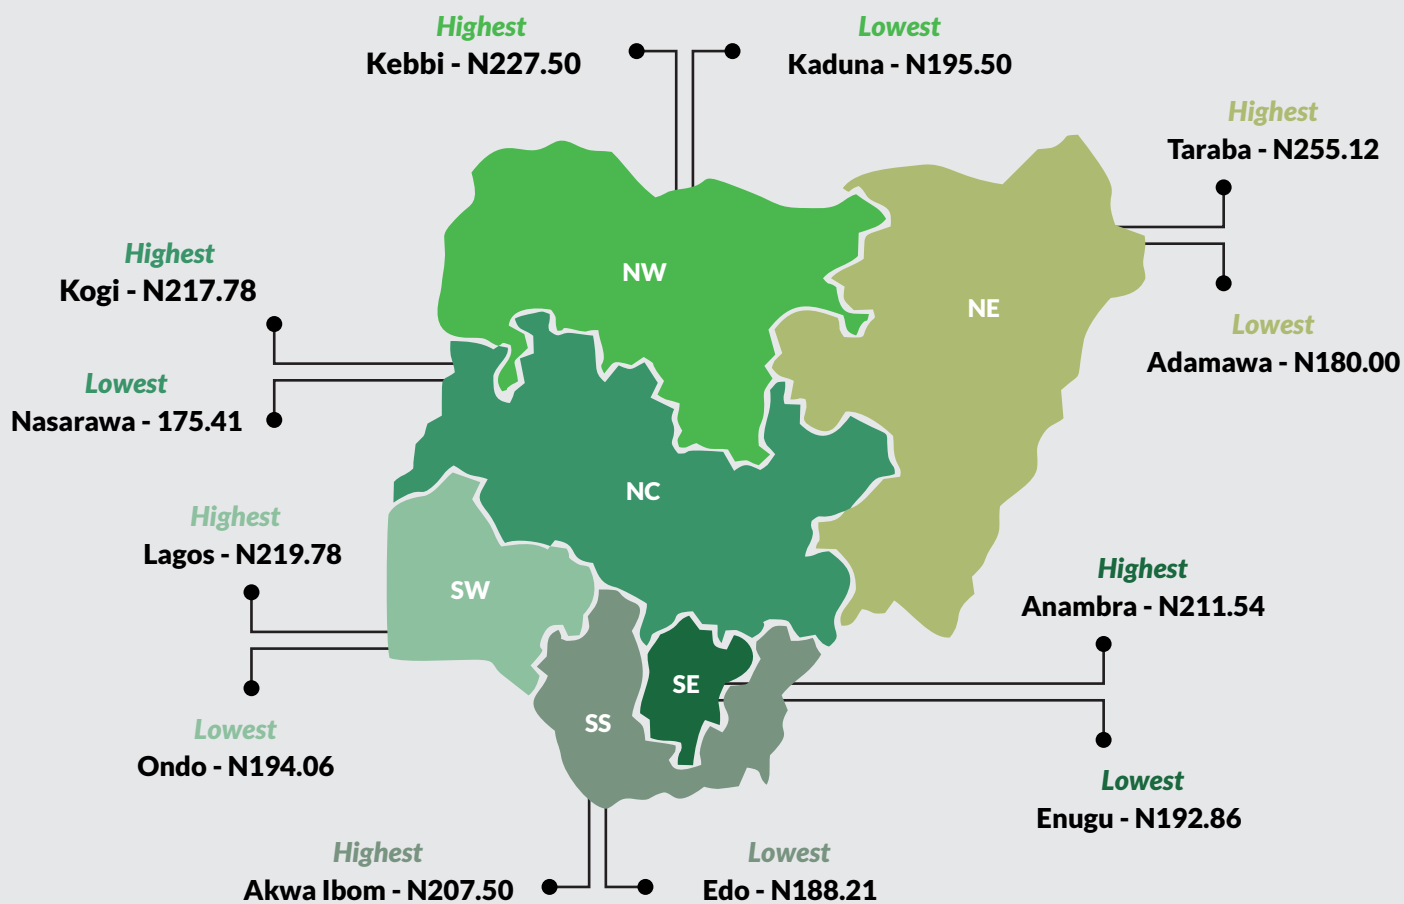 Highest
Kebbi - N227.50
Lowest
Kaduna - N195.50
Highest
Taraba - N255.12
Lowest
Adamawa - N180.00
Highest
Kogi - N217.78
Lowest
Nasarawa - 175.41
NW
NE
NC
SW
SE
SS
Highest
Lagos - N219.78
Lowest
Ondo - N194.06
Highest
Anambra - N211.54
Lowest
Enugu - N192.86
Highest
Akwa Ibom - N207.50
Lowest
Edo - N188.21